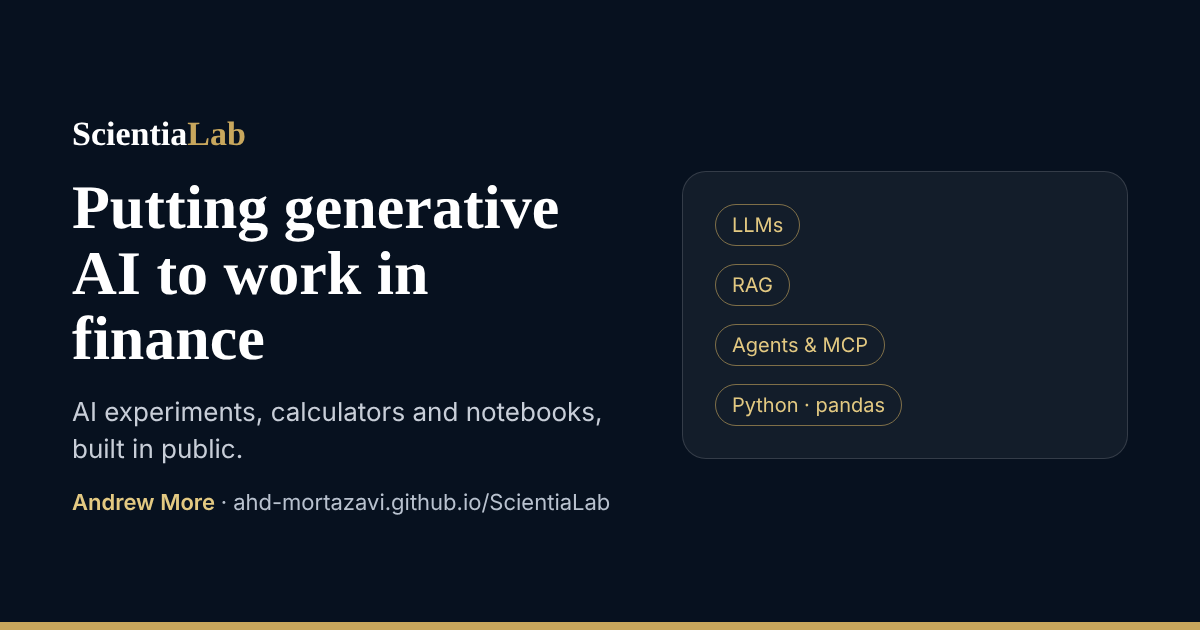 ScientiaLab
Putting generative
AI to work in
finance
AI experiments, calculators and notebooks,
built in public.
Andrew More · ahd-mortazavi.github.io/ScientiaLab
LLMs
RAG
Agents & MCP
Python · pandas